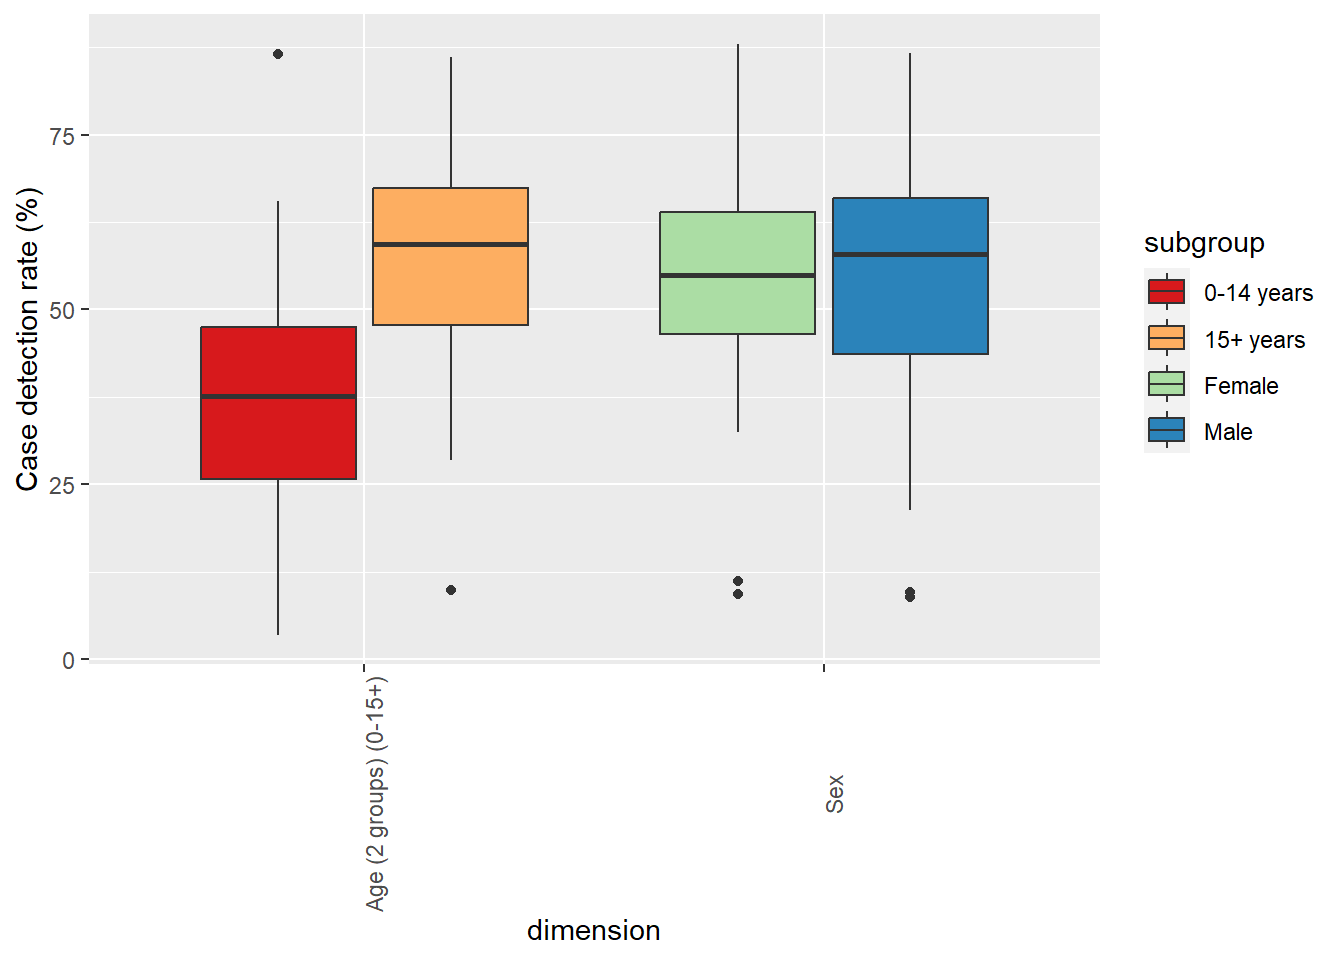 Case detection rate (%)
75
50
25
0
Age (2 groups) (0-15+)
Sex
dimension
subgroup
0-14 years
15+ years
Female
Male